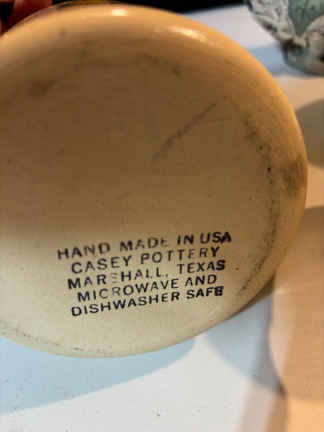 HAND MADE IN USA
CASEY POTTERY
MARSHALL, TEXAS
MICROWAVE AND
DISHWASHER SAFE